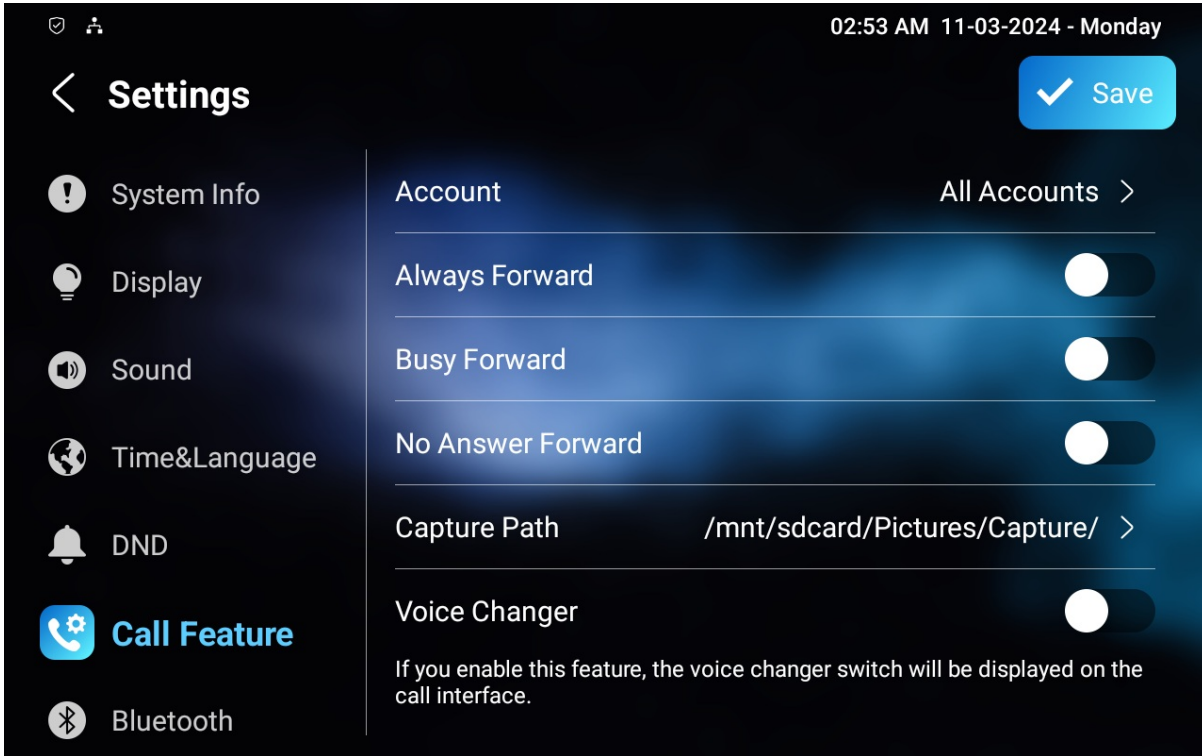 02:53 AM 11-03-2024 - Monday
Settings
Save
System Info
Display
Sound
Time&Language
DND
Call Feature
Bluetooth
Account
All Accounts
Always Forward
Busy Forward
No Answer Forward
Capture Path
/mnt/sdcard/Pictures/Capture/
Voice Changer
If you enable this feature, the voice changer switch will be displayed on the
call interface.